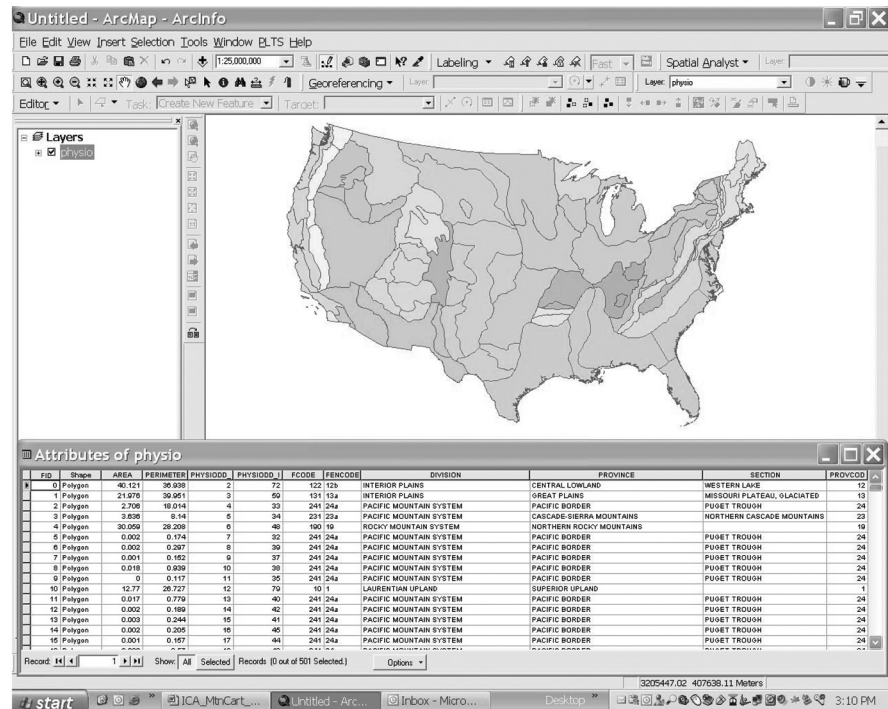 Untitled - ArcMap - ArcInfo
File Edit View Insert Selection Tools Window PLTS Help
1:25,000,000 Labeling Fast Spatial Analyst Layer:
Georeferencing Layer: Layer: physio
Editor Task: Create New Feature Target:
Layers
physio
Attributes of physio
FID Shape AREA PERIMETER PHYSIODD_ PHYSIODD_I FCODE FENCODE DIVISION PROVINCE SECTION PROVCOD
0 Polygon 40.121 36.938 2 72 122 12b INTERIOR PLAINS CENTRAL LOWLAND WESTERN LAKE 12
1 Polygon 21.976 39.951 3 59 131 13a INTERIOR PLAINS GREAT PLAINS MISSOURI PLATEAU, GLACIATED 13
2 Polygon 2.706 18.014 4 33 241 24a PACIFIC MOUNTAIN SYSTEM PACIFIC BORDER PUGET TROUGH 24
3 Polygon 3.636 8.14 5 34 231 23a PACIFIC MOUNTAIN SYSTEM CASCADE-SIERRA MOUNTAINS NORTHERN CASCADE MOUNTAINS 23
4 Polygon 30.059 28.208 6 48 190 19 ROCKY MOUNTAIN SYSTEM NORTHERN ROCKY MOUNTAINS 19
5 Polygon 0.002 0.174 7 32 241 24a PACIFIC MOUNTAIN SYSTEM PACIFIC BORDER PUGET TROUGH 24
6 Polygon 0.002 0.297 8 39 241 24a PACIFIC MOUNTAIN SYSTEM PACIFIC BORDER PUGET TROUGH 24
7 Polygon 0.001 0.152 9 37 241 24a PACIFIC MOUNTAIN SYSTEM PACIFIC BORDER PUGET TROUGH 24
8 Polygon 0.018 0.939 10 38 241 24a PACIFIC MOUNTAIN SYSTEM PACIFIC BORDER PUGET TROUGH 24
9 Polygon 0 0.117 11 35 241 24a PACIFIC MOUNTAIN SYSTEM PACIFIC BORDER PUGET TROUGH 24
10 Polygon 12.77 26.727 12 79 10 1 LAURENTIAN UPLAND SUPERIOR UPLAND 1
11 Polygon 0.017 0.779 13 40 241 24a PACIFIC MOUNTAIN SYSTEM PACIFIC BORDER PUGET TROUGH 24
12 Polygon 0.002 0.189 14 42 241 24a PACIFIC MOUNTAIN SYSTEM PACIFIC BORDER PUGET TROUGH 24
13 Polygon 0.003 0.244 15 41 241 24a PACIFIC MOUNTAIN SYSTEM PACIFIC BORDER PUGET TROUGH 24
14 Polygon 0.002 0.205 16 45 241 24a PACIFIC MOUNTAIN SYSTEM PACIFIC BORDER PUGET TROUGH 24
15 Polygon 0.001 0.157 17 44 241 24a PACIFIC MOUNTAIN SYSTEM PACIFIC BORDER PUGET TROUGH 24
Record: 1 Show: All Selected Records (0 out of 501 Selected.) Options
3205447.02 407638.11 Meters
start ICA_MtnCart_... Untitled - Arc... Inbox - Micro... Desktop 3:10 PM